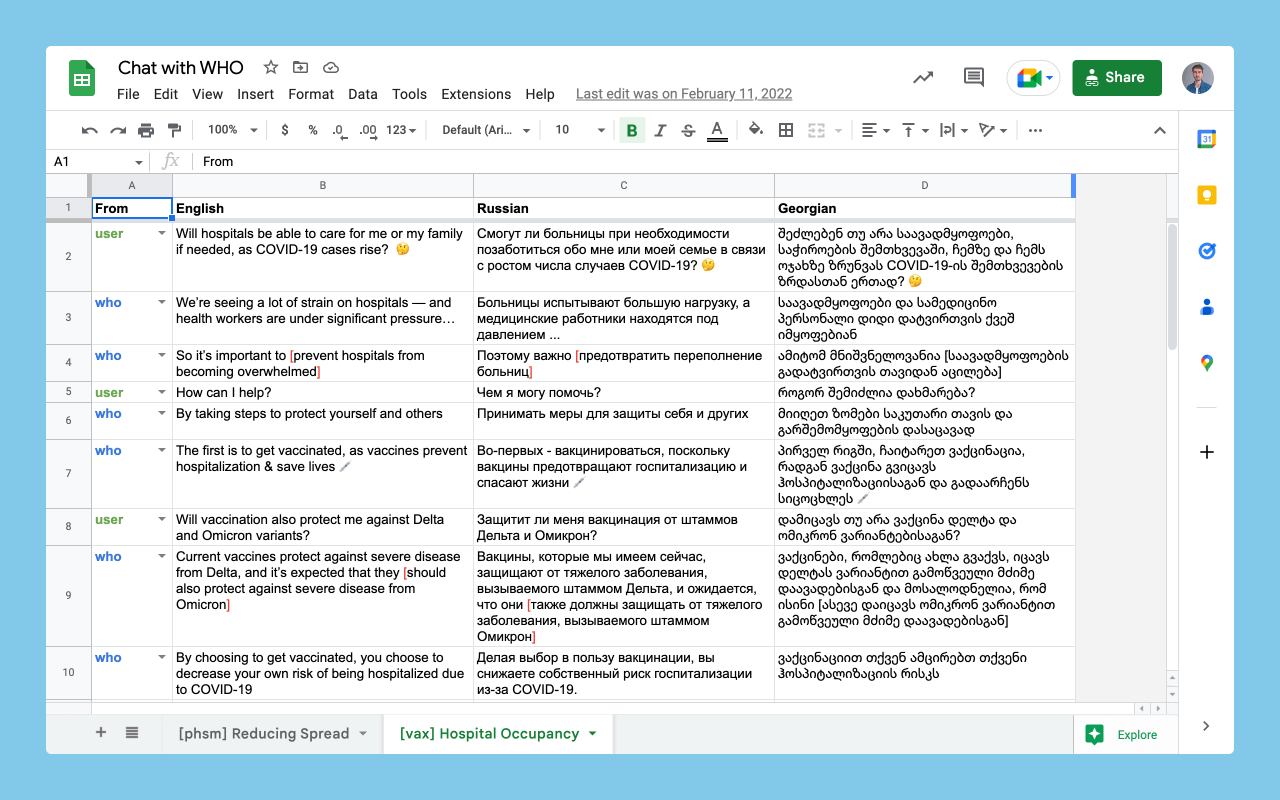 Chat with WHO
File Edit View Insert Format Data Tools Extensions Help Last edit was on February 11, 2022
Share
100% $ % .0 .00 123 Default (Ari... 10 B I S A
A1 fx From
31
A B C D
1 From English Russian Georgian
2 user
Will hospitals be able to care for me or my family
if needed, as COVID-19 cases rise? 🤔
Смогут ли больницы при необходимости
позаботиться обо мне или моей семье в связи
с ростом числа случаев COVID-19? 🤔
შეძლებენ თუ არა საავადმყოფოები,
საჭიროების შემთხვევაში, ჩემზე და ჩემს
ოჯახზე ზრუნვას COVID-19-ის შემთხვევების
ზრდასთან ერთად? 🤔
3 who
We're seeing a lot of strain on hospitals — and
health workers are under significant pressure…
Больницы испытывают большую нагрузку, а
медицинские работники находятся под
давлением ...
საავადმყოფოები და სამედიცინო
პერსონალი დიდი დატვირთვის ქვეშ
იმყოფებიან
4 who
So it's important to [prevent hospitals from
becoming overwhelmed]
Поэтому важно [предотвратить переполнение
больниц]
ამიტომ მნიშვნელოვანია [საავადმყოფოების
გადატვირთვის თავიდან აცილება]
5 user
How can I help?
Чем я могу помочь?
როგორ შემიძლია დახმარება?
6 who
By taking steps to protect yourself and others
Принимать меры для защиты себя и других
მიიღეთ ზომები საკუთარი თავის და
გარშემომყოფების დასაცავად
7 who
The first is to get vaccinated, as vaccines prevent
hospitalization & save lives 💉
Во-первых - вакцинироваться, поскольку
вакцины предотвращают госпитализацию и
спасают жизни 💉
პირველ რიგში, ჩაიტარეთ ვაქცინაცია,
რადგან ვაქცინა გვიცავს
ჰოსპიტალიზაციისაგან და გადაარჩენს
სიცოცხლეს 💉
8 user
Will vaccination also protect me against Delta
and Omicron variants?
Защитит ли меня вакцинация от штаммов
Дельта и Омикрон?
დამიცავს თუ არა ვაქცინა დელტა და
ომიკრონ ვარიანტებისაგან?
9 who
Current vaccines protect against severe disease
from Delta, and it's expected that they [should
also protect against severe disease from
Omicron]
Вакцины, которые мы имеем сейчас,
защищают от тяжелого заболевания,
вызываемого штаммом Дельта, и ожидается,
что они [также должны защищать от тяжелого
заболевания, вызываемого штаммом
Омикрон]
ვაქცინები, რომლებიც ახლა გვაქვს, იცავს
დელტას ვარიანტით გამოწვეული მძიმე
დაავადებისგან და მოსალოდნელია, რომ
ისინი [ასევე დაიცავს ომიკრონ ვარიანტით
გამოწვეული მძიმე დაავადებისგან]
10 who
By choosing to get vaccinated, you choose to
decrease your own risk of being hospitalized due
to COVID-19
Делая выбор в пользу вакцинации, вы
снижаете собственный риск госпитализации
из-за COVID-19.
ვაქცინაციით თქვენ ამცირებთ თქვენი
ჰოსპიტალიზაციის რისკს
[phsm] Reducing Spread [vax] Hospital Occupancy Explore